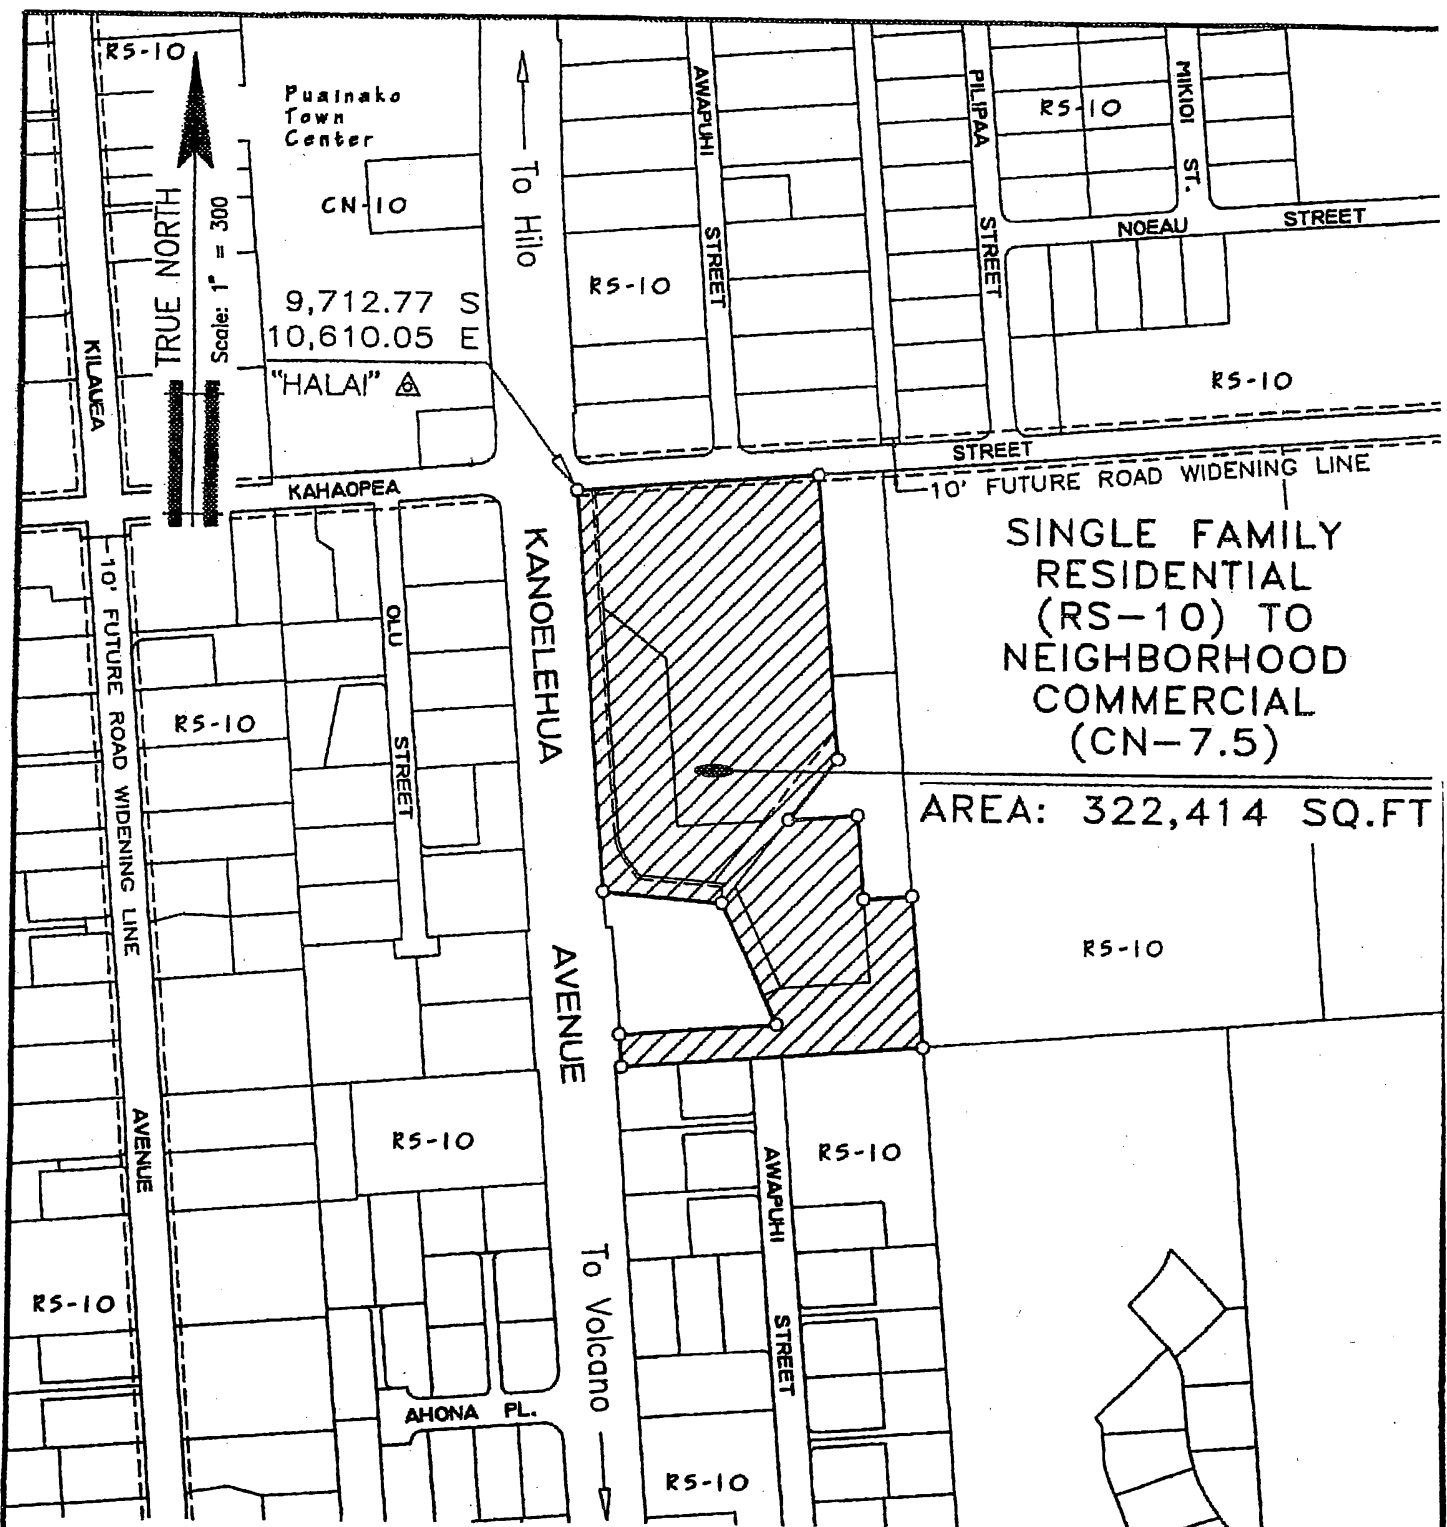 RS-10
Puainako
Town
Center
CN-10
TRUE NORTH
Scale: 1" = 300
To Hilo
AWAPUHI
STREET
PILIPAA
STREET
RS-10
MIKIOI ST.
NOEAU STREET
RS-10
RS-10
9,712.77 S
10,610.05 E
"HALAI"
KILAUEA
KAHAOPEA
STREET
10' FUTURE ROAD WIDENING LINE
SINGLE FAMILY
RESIDENTIAL
(RS-10) TO
NEIGHBORHOOD
COMMERCIAL
(CN-7.5)
AREA: 322,414 SQ.FT
KANOELEHUA
AVENUE
OLU
STREET
10' FUTURE ROAD WIDENING LINE
RS-10
RS-10
AVENUE
RS-10
RS-10
AWAPUHI
STREET
To Volcano
RS-10
AHONA PL.
RS-10